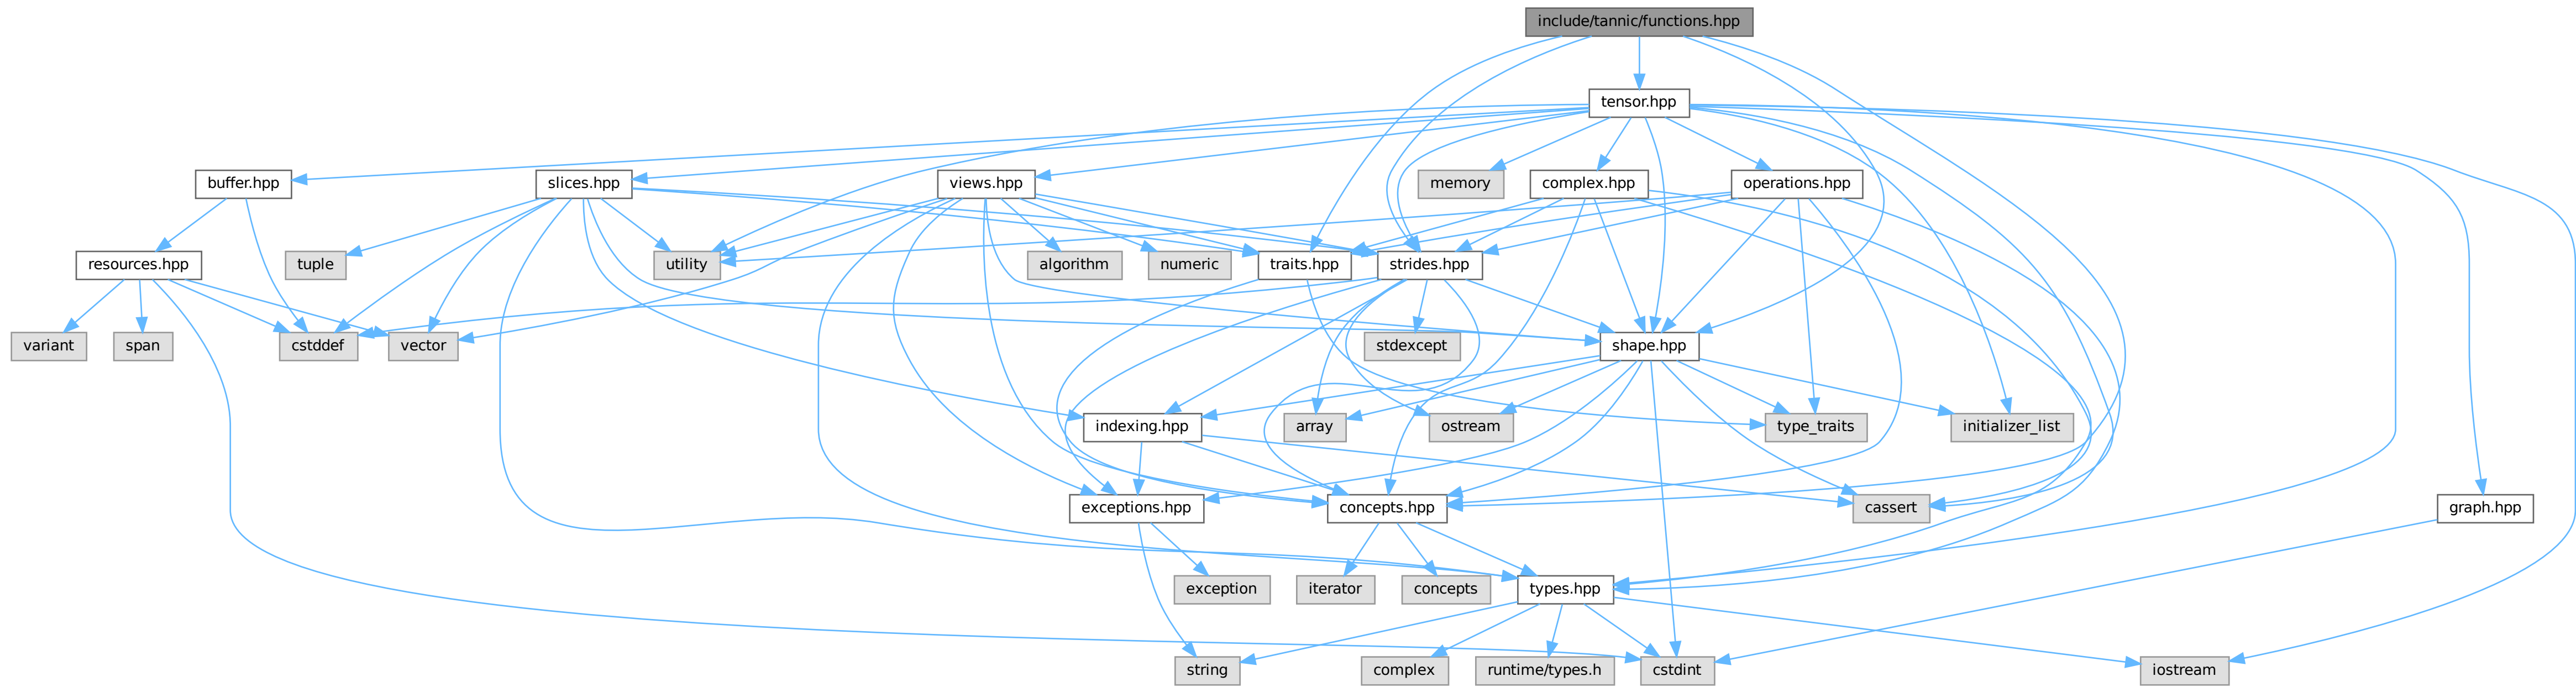 include/tannic/functions.hpp
tensor.hpp
buffer.hpp
slices.hpp
views.hpp
memory
complex.hpp
operations.hpp
resources.hpp
tuple
utility
algorithm
numeric
traits.hpp
strides.hpp
variant
span
cstddef
vector
stdexcept
shape.hpp
indexing.hpp
array
ostream
type_traits
initializer_list
exceptions.hpp
concepts.hpp
cassert
graph.hpp
exception
iterator
concepts
types.hpp
string
complex
runtime/types.h
cstdint
iostream